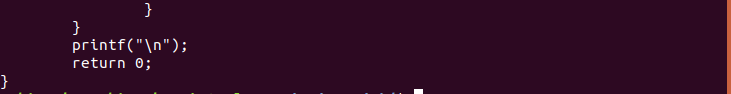 }
}
printf("\n");
return 0;
}